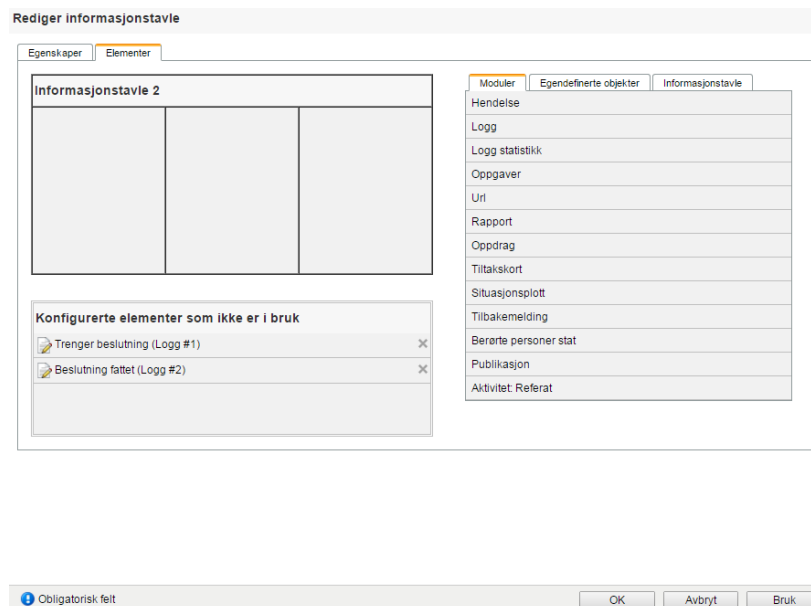 Rediger informasjonstavle
Egenskaper
Elementer
Informasjonstavle 2
Konfigurerte elementer som ikke er i bruk
Trenger beslutning (Logg #1)
Beslutning fattet (Logg #2)
Moduler
Egendefinerte objekter
Informasjonstavle
Hendelse
Logg
Logg statistikk
Oppgaver
Url
Rapport
Oppdrag
Tiltakskort
Situasjonsplott
Tilbakemelding
Berørte personer stat
Publikasjon
Aktivitet: Referat
Obligatorisk felt
OK
Avbryt
Bruk